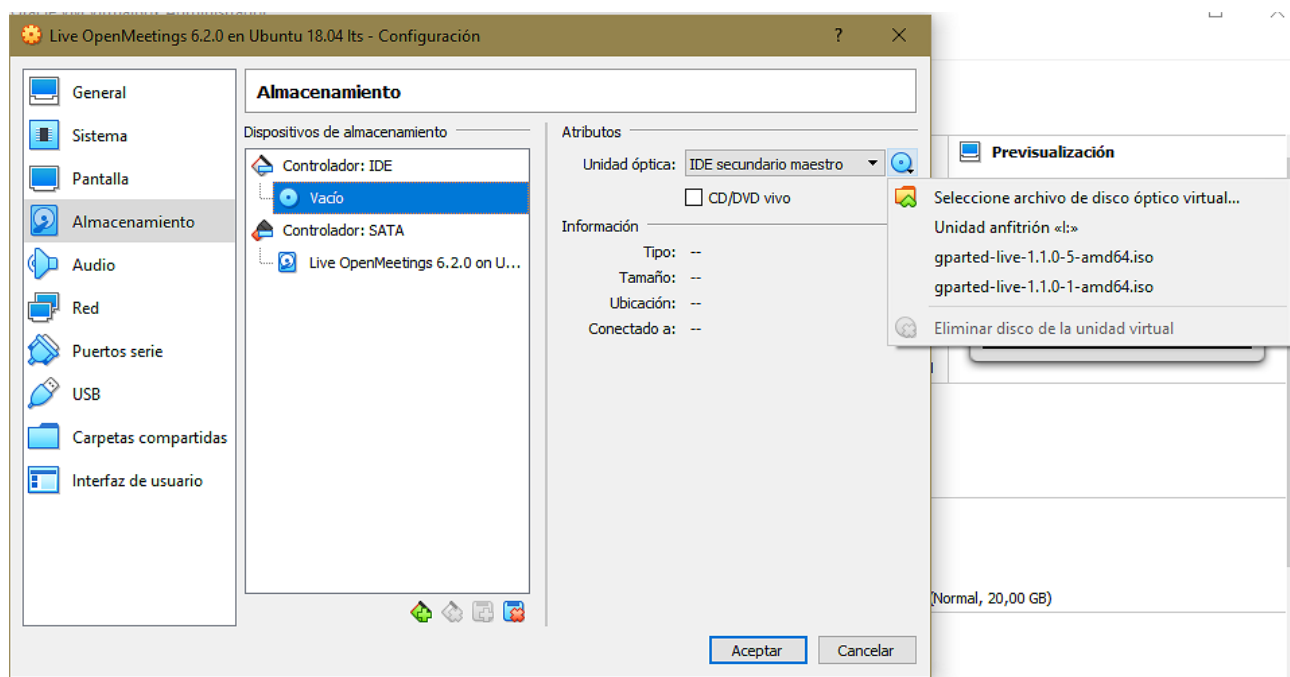 Live OpenMeetings 6.2.0 en Ubuntu 18.04 lts - Configuración
?
General
Sistema
Pantalla
Almacenamiento
Audio
Red
Puertos serie
USB
Carpetas compartidas
Interfaz de usuario
Almacenamiento
Dispositivos de almacenamiento
Controlador: IDE
Vacío
Controlador: SATA
Live OpenMeetings 6.2.0 on U...
Atributos
Unidad óptica: IDE secundario maestro
CD/DVD vivo
Información
Tipo: --
Tamaño: --
Ubicación: --
Conectado a: --
Aceptar
Cancelar
Previsualización
Seleccione archivo de disco óptico virtual...
Unidad anfitrión «I:»
gparted-live-1.1.0-5-amd64.iso
gparted-live-1.1.0-1-amd64.iso
Eliminar disco de la unidad virtual
(Normal, 20,00 GB)